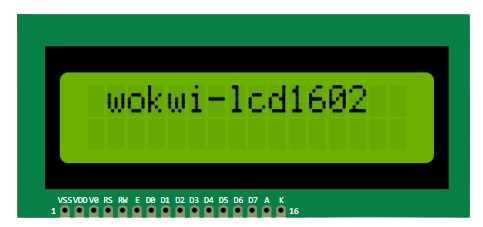 wokwi-lcd1602
VSS VDD V0 RS RW E D0 D1 D2 D3 D4 D5 D6 D7 A K
1 16